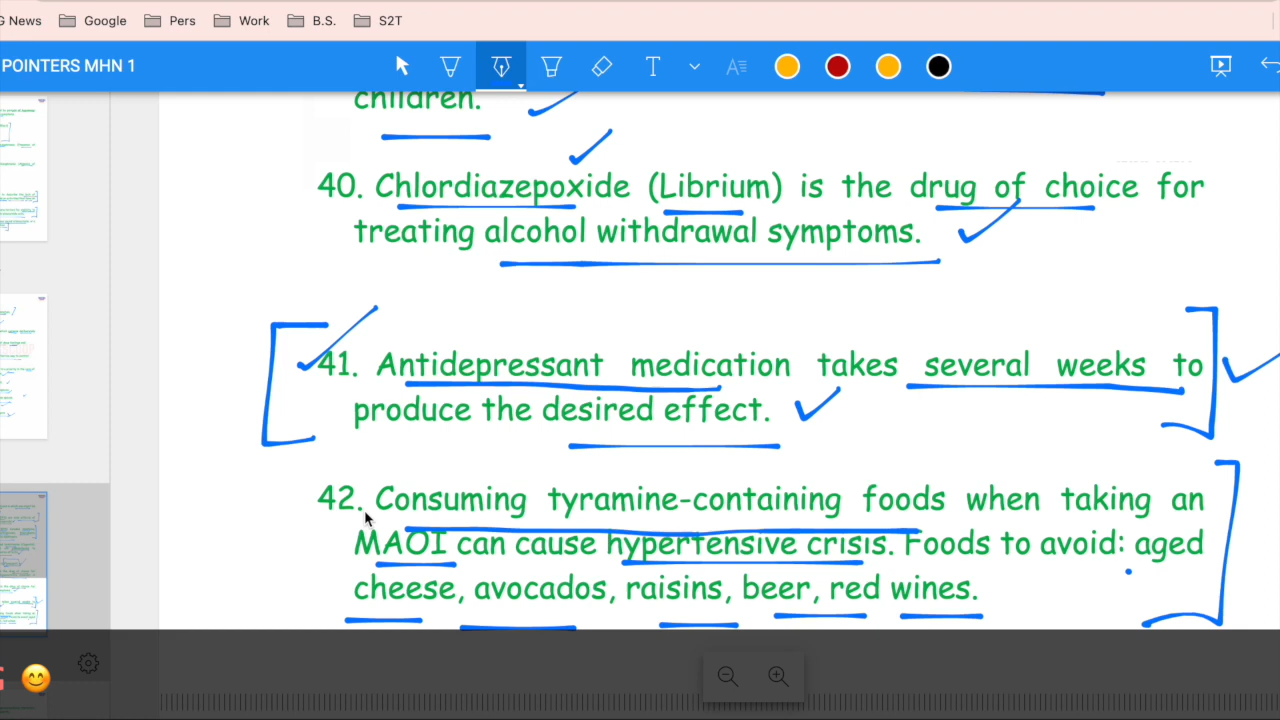 G News Google Pers Work B.S. S2T
POINTERS MHN 1
children.
40. Chlordiazepoxide (Librium) is the drug of choice for
treating alcohol withdrawal symptoms.
41. Antidepressant medication takes several weeks to
produce the desired effect.
42. Consuming tyramine-containing foods when taking an
MAOI can cause hypertensive crisis. Foods to avoid: aged
cheese, avocados, raisins, beer, red wines.